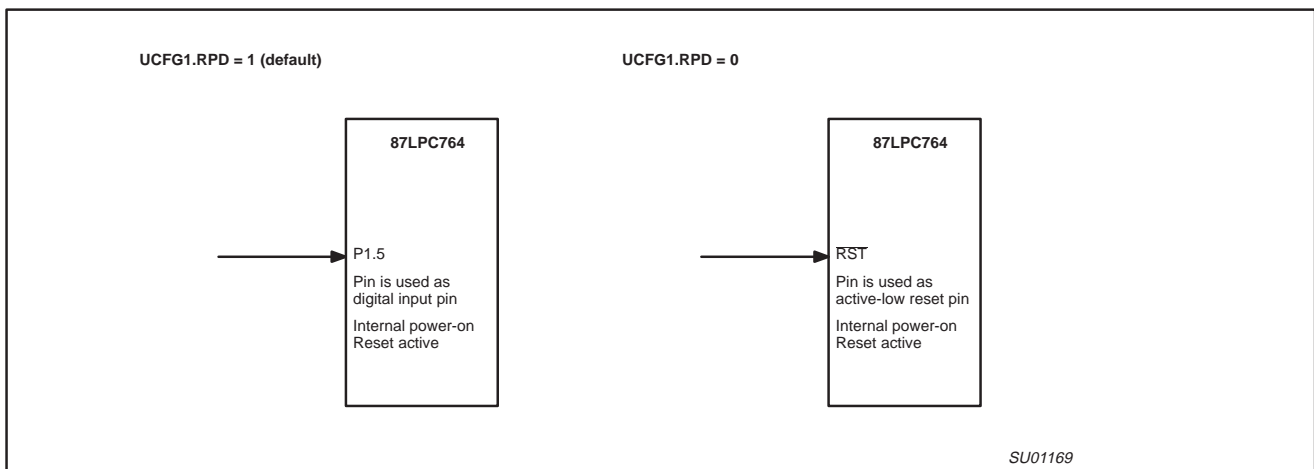 UCFG1.RPD = 1 (default)
87LPC764
P1.5
Pin is used as
digital input pin
Internal power-on
Reset active
UCFG1.RPD = 0
87LPC764
R̅S̅T̅
Pin is used as
active-low reset pin
Internal power-on
Reset active
SU01169